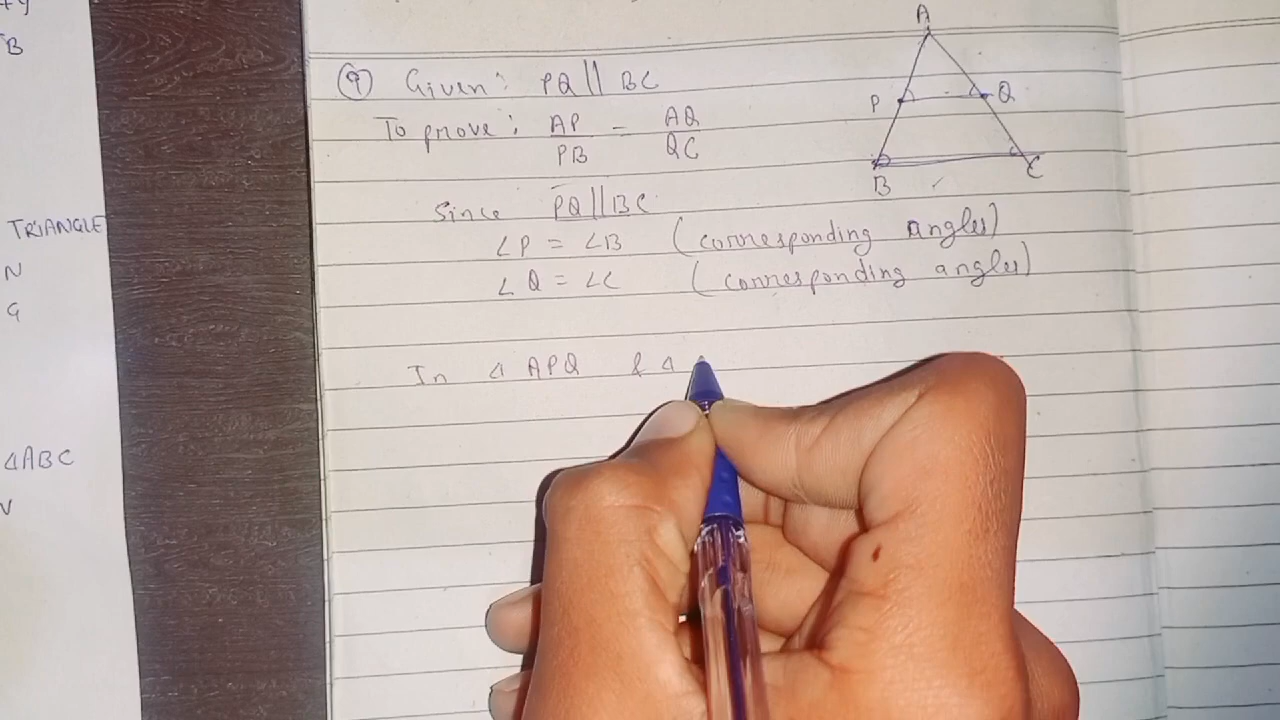 B
TRIANGLE
N
G
△ABC
V
9 Given: PQ || BC
To prove: AP/PB = AQ/QC
Since PQ || BC
∠P = ∠B (corresponding angles)
∠Q = ∠C (corresponding angles)
In △ APQ & △
A
P
Q
B
C